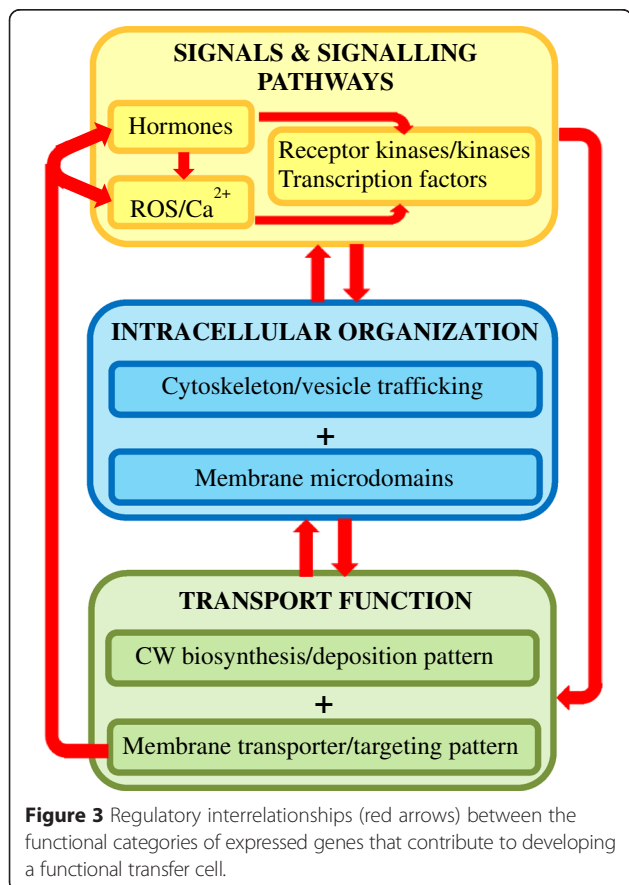 SIGNALS & SIGNALLING
PATHWAYS
Hormones
ROS/Ca2+
Receptor kinases/kinases
Transcription factors
INTRACELLULAR ORGANIZATION
Cytoskeleton/vesicle trafficking
+
Membrane microdomains
TRANSPORT FUNCTION
CW biosynthesis/deposition pattern
+
Membrane transporter/targeting pattern
Figure 3 Regulatory interrelationships (red arrows) between the
functional categories of expressed genes that contribute to developing
a functional transfer cell.